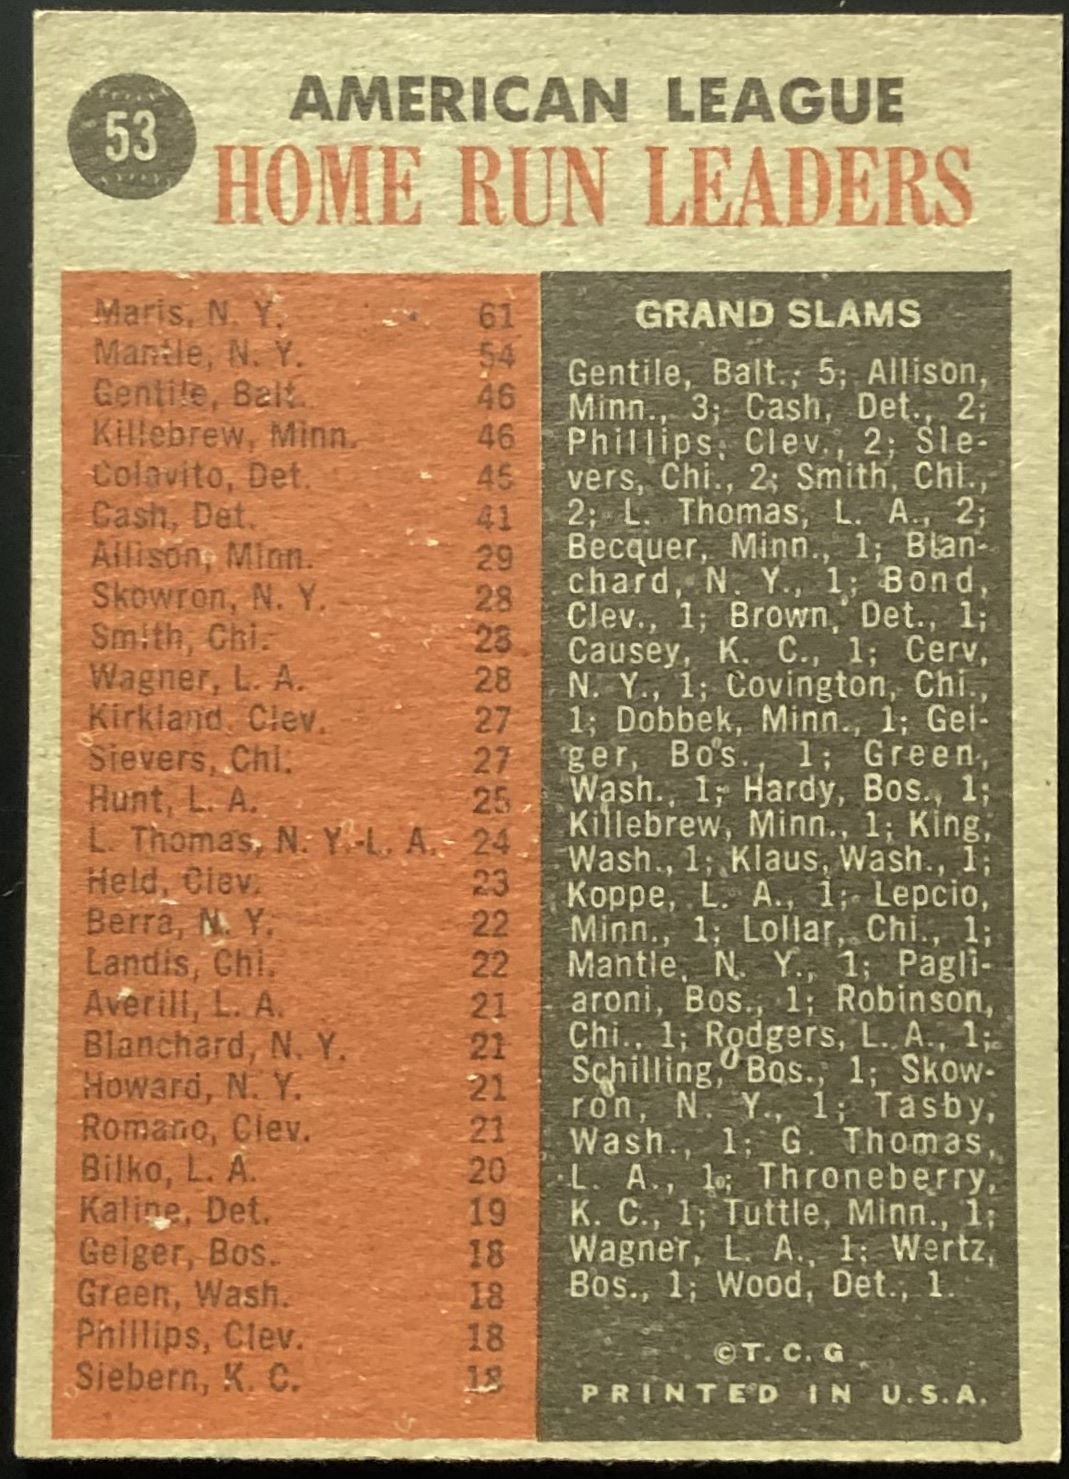 53
AMERICAN LEAGUE
HOME RUN LEADERS
Maris, N. Y. 61
Mantle, N. Y. 54
Gentile, Balt. 46
Killebrew, Minn. 46
Colavito, Det. 45
Cash, Det. 41
Allison, Minn. 29
Skowron, N. Y. 28
Smith, Chi. 28
Wagner, L. A. 28
Kirkland, Clev. 27
Sievers, Chi. 27
Hunt, L. A. 25
L. Thomas, N. Y.-L. A. 24
Held, Clev. 23
Berra, N. Y. 22
Landis, Chi. 22
Averill, L. A. 21
Blanchard, N. Y. 21
Howard, N. Y. 21
Romano, Clev. 21
Bilko, L. A. 20
Kaline, Det. 19
Geiger, Bos. 18
Green, Wash. 18
Phillips, Clev. 18
Siebern, K. C. 18
GRAND SLAMS
Gentile, Balt., 5; Allison,
Minn., 3; Cash, Det., 2;
Phillips, Clev., 2; Sie-
vers, Chi., 2; Smith, Chi.,
2; L. Thomas, L. A., 2;
Becquer, Minn., 1; Blan-
chard, N. Y., 1; Bond,
Clev., 1; Brown, Det., 1;
Causey, K. C., 1; Cerv,
N. Y., 1; Covington, Chi.,
1; Dobbek, Minn., 1; Gei-
ger, Bos., 1; Green,
Wash., 1; Hardy, Bos., 1;
Killebrew, Minn., 1; King,
Wash., 1; Klaus, Wash., 1;
Koppe, L. A., 1; Lepcio,
Minn., 1; Lollar, Chi., 1;
Mantle, N. Y., 1; Pagli-
aroni, Bos., 1; Robinson,
Chi., 1; Rodgers, L. A., 1;
Schilling, Bos., 1; Skow-
ron, N. Y., 1; Tasby,
Wash., 1; G. Thomas,
L. A., 1; Throneberry,
K. C., 1; Tuttle, Minn., 1;
Wagner, L. A., 1; Wertz,
Bos., 1; Wood, Det., 1.
©T. C. G
PRINTED IN U.S.A.